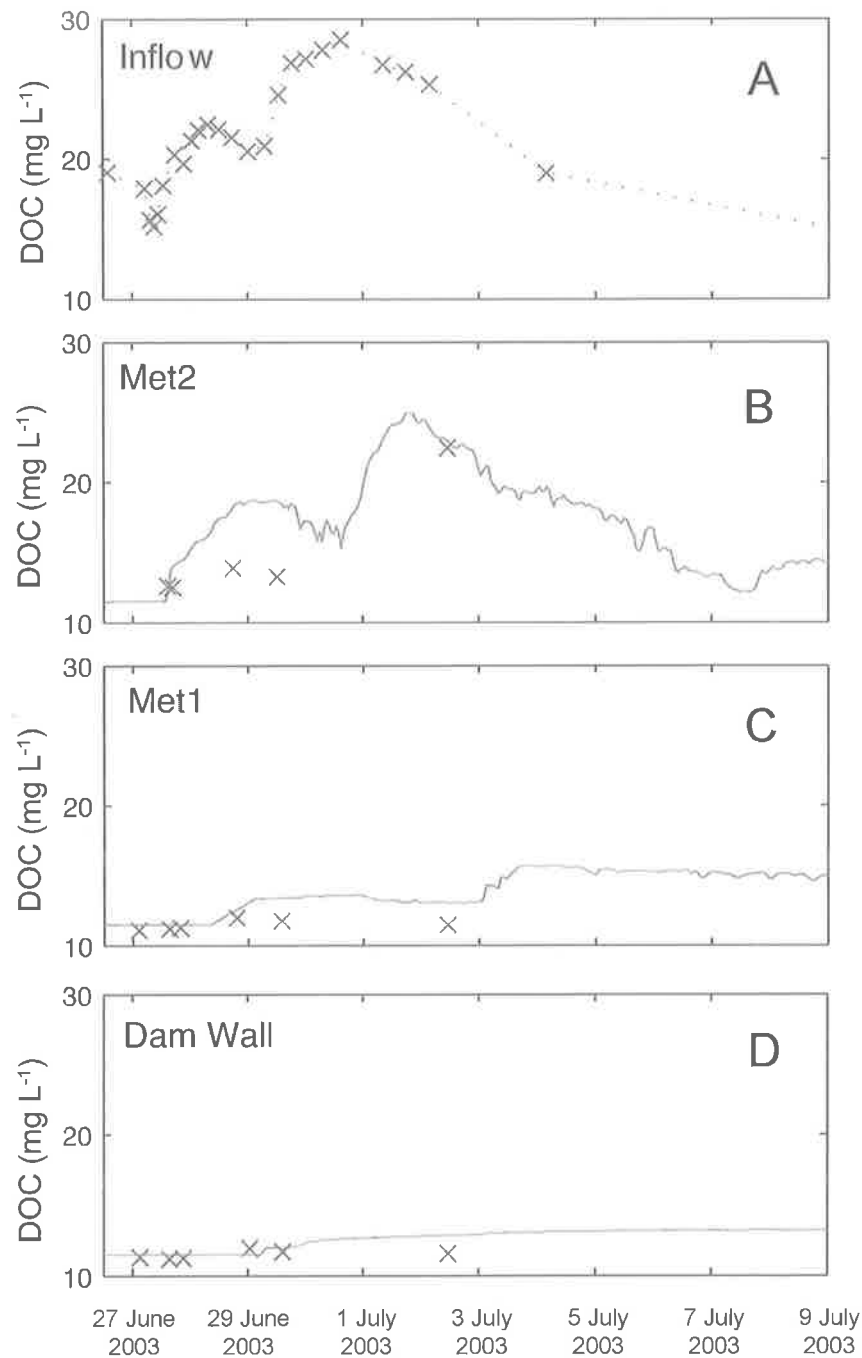 30
Inflow
A
DOC (mg L⁻¹)
20
10
30
Met2
B
DOC (mg L⁻¹)
20
10
30
Met1
C
DOC (mg L⁻¹)
20
10
30
Dam Wall
D
DOC (mg L⁻¹)
20
10
27 June 29 June 1 July 3 July 5 July 7 July 9 July
2003 2003 2003 2003 2003 2003 2003